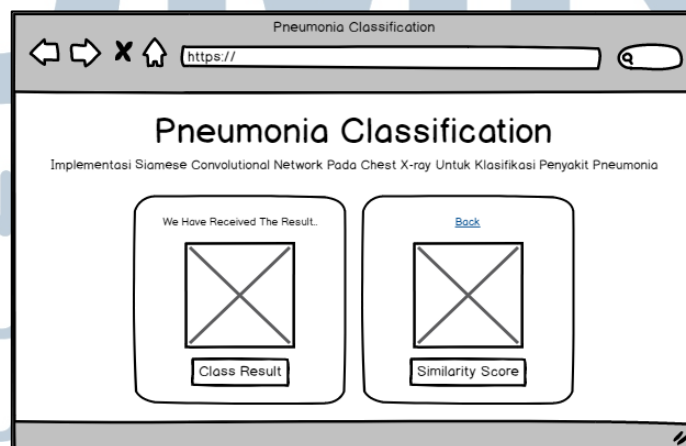 Pneumonia Classification
https://
Pneumonia Classification
Implementasi Siamese Convolutional Network Pada Chest X-ray Untuk Klasifikasi Penyakit Pneumonia
We Have Received The Result..
Back
Class Result
Similarity Score